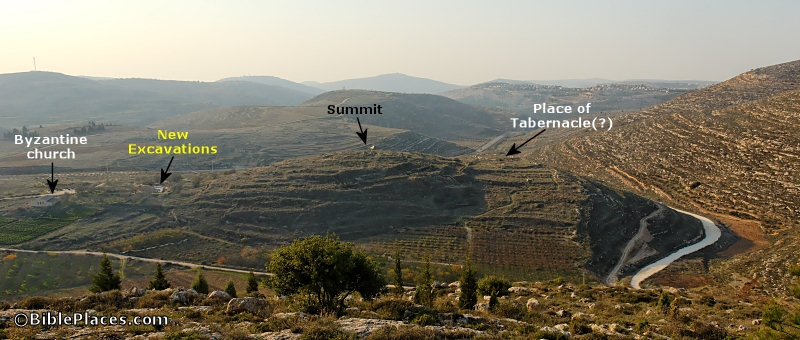 Byzantine
church
New
Excavations
Summit
Place of
Tabernacle(?)
©BiblePlaces.com